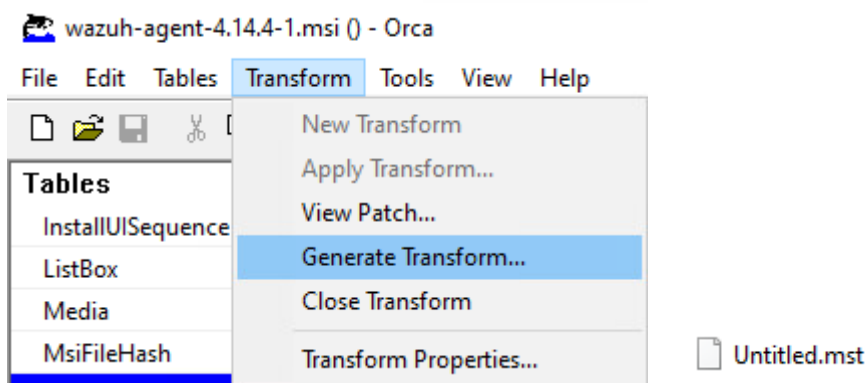 wazuh-agent-4.14.4-1.msi () - Orca
File Edit Tables Transform Tools View Help
New Transform
Apply Transform...
Tables
View Patch...
InstallUISequence
Generate Transform...
ListBox
Close Transform
Media
MsiFileHash
Transform Properties...
Untitled.mst